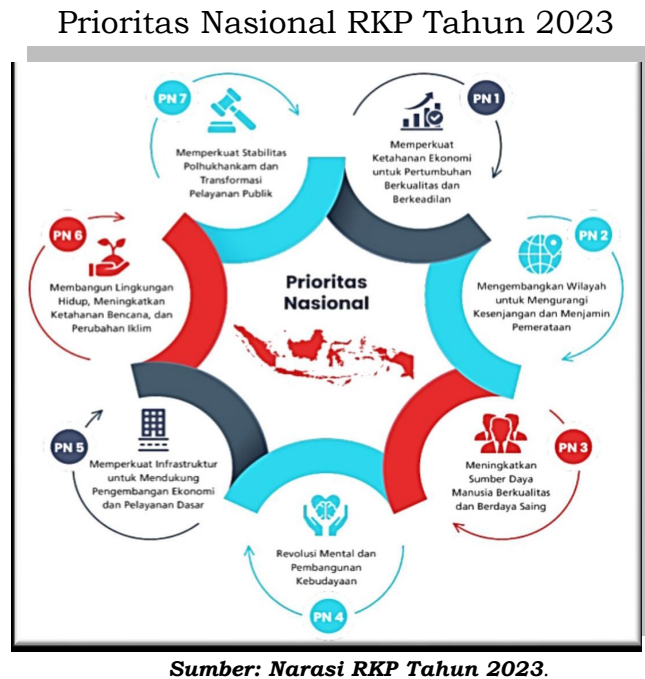 Prioritas Nasional RKP Tahun 2023
PN 1
Memperkuat
Ketahanan Ekonomi
untuk Pertumbuhan
Berkualitas dan
Berkeadilan
PN 2
Mengembangkan Wilayah
untuk Mengurangi
Kesenjangan dan Menjamin
Pemerataan
PN 3
Meningkatkan
Sumber Daya
Manusia Berkualitas
dan Berdaya Saing
Revolusi Mental dan
Pembangunan
Kebudayaan
PN 4
PN 5
Memperkuat Infrastruktur
untuk Mendukung
Pengembangan Ekonomi
dan Pelayanan Dasar
PN 6
Membangun Lingkungan
Hidup, Meningkatkan
Ketahanan Bencana, dan
Perubahan Iklim
PN 7
Memperkuat Stabilitas
Polhukhankam dan
Transformasi
Pelayanan Publik
Prioritas
Nasional
Sumber: Narasi RKP Tahun 2023.